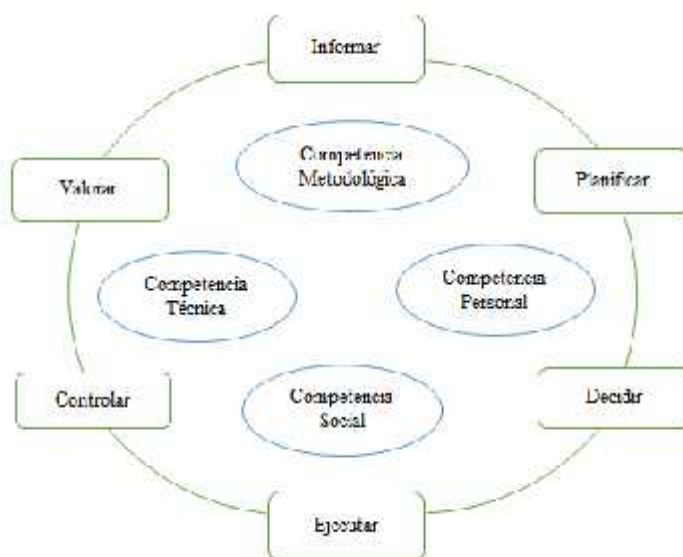 Informar
Competencia
Metodológica
Valorar
Planificar
Competencia
Técnica
Competencia
Personal
Controlar
Competencia
Social
Decidir
Ejecutar